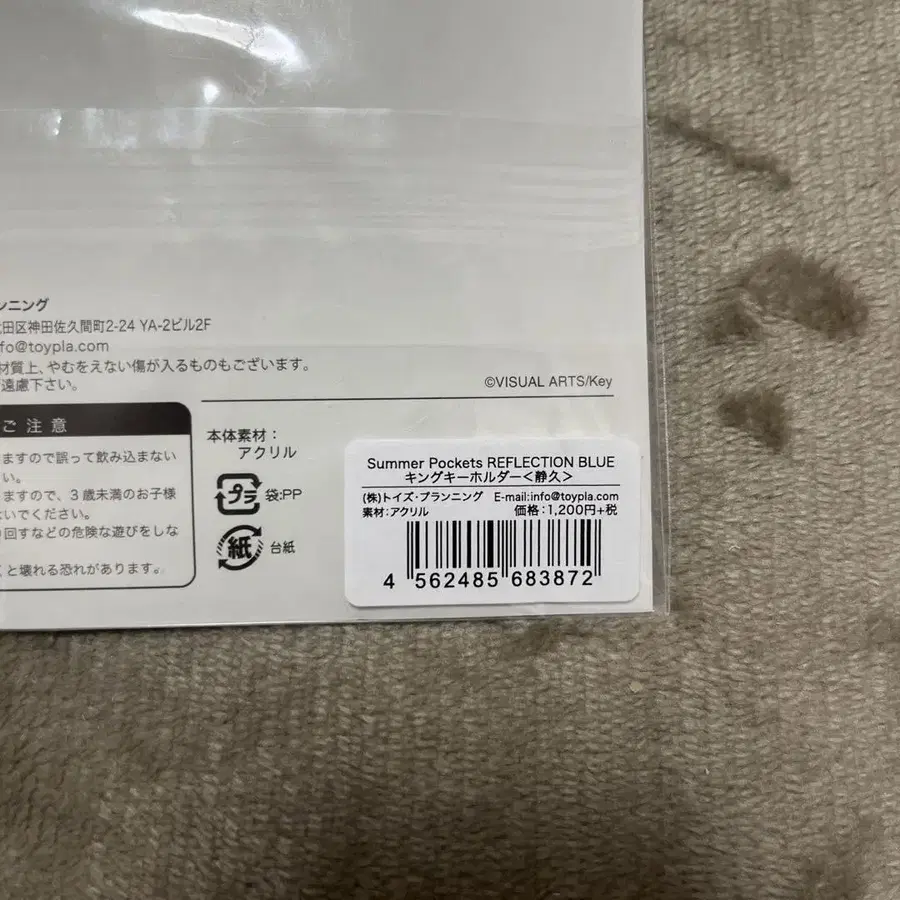 ンニング
田区神田佐久間町2-24 YA-2ビル2F
fo@toypla.com
材質上、やむをえない傷が入るものもございます。
遠慮下さい。
©VISUAL ARTS/Key
ご注意
ますので誤って飲み込まない
い。
ますので、3歳未満のお子様
いでください。
回すなどの危険な遊びをしな
と壊れる恐れがあります。
本体素材：
アクリル
プラ 袋:PP
紙 台紙
Summer Pockets REFLECTION BLUE
キングキーホルダー<静久>
(株)トイズ・プランニング E-mail:info@toypla.com
素材:アクリル 価格:1,200円+税
4 562485 683872